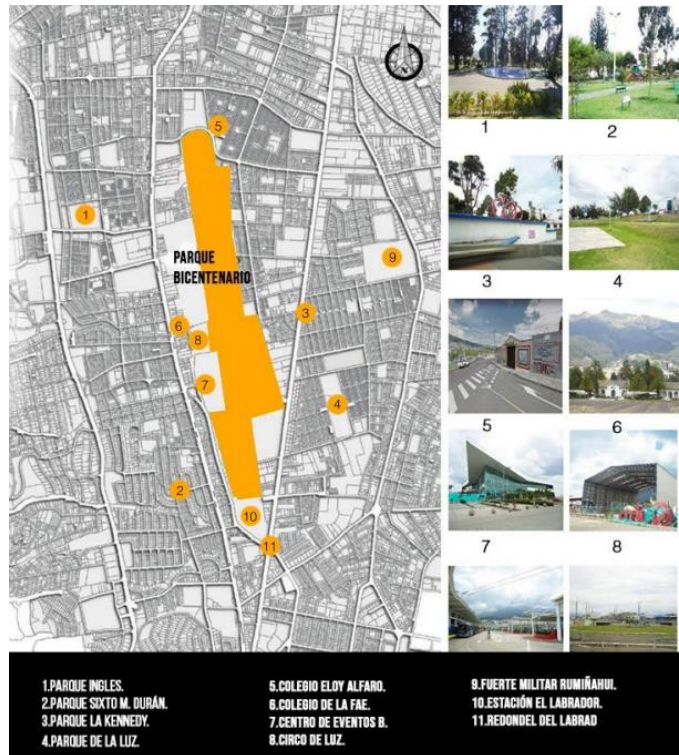 5
1
PARQUE
BICENTENARIO
9
3
6
8
7
4
2
10
11
1
2
3
4
5
6
7
8
1.PARQUE INGLES.
2.PARQUE SIXTO M. DURÁN.
3.PARQUE LA KENNEDY.
4.PARQUE DE LA LUZ.
5.COLEGIO ELOY ALFARO.
6.COLEGIO DE LA FAE.
7.CENTRO DE EVENTOS B.
8.CIRCO DE LUZ.
9.FUERTE MILITAR RUMIÑAHUI.
10.ESTACIÓN EL LABRADOR.
11.REDONDEL DEL LABRAD